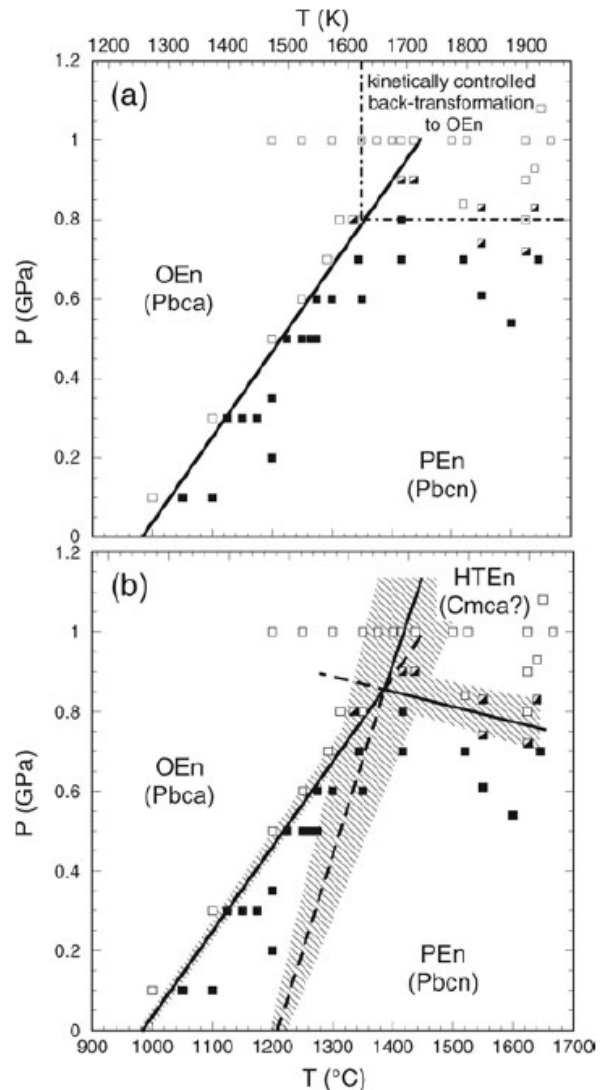 T (K)
1200 1300 1400 1500 1600 1700 1800 1900
1.2
(a)
kinetically controlled
back-transformation
to OEn
1
0.8
OEn
(Pbca)
P (GPa)
0.6
0.4
PEn
(Pbcn)
0.2
0
1.2
(b)
HTEn
(Cmca?)
1
0.8
OEn
(Pbca)
P (GPa)
0.6
0.4
PEn
(Pbcn)
0.2
0
900 1000 1100 1200 1300 1400 1500 1600 1700
T (°C)